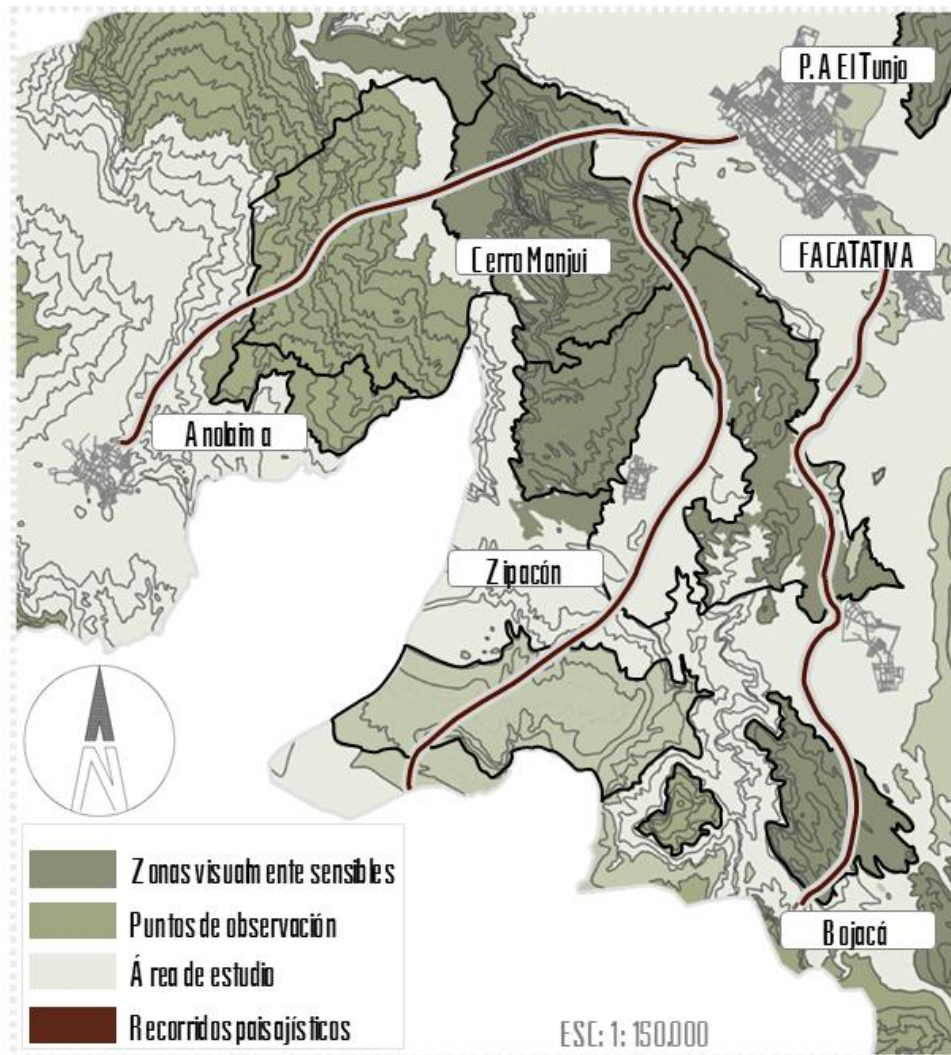 P.A El Tunjo
Cerro Manjui
FACATATIVA
Anolaima
Zipacón
Bojacá
Zonas visualmente sensibles
Puntos de observación
Área de estudio
Recorridos paisajísticos
ESC: 1: 150.000
N